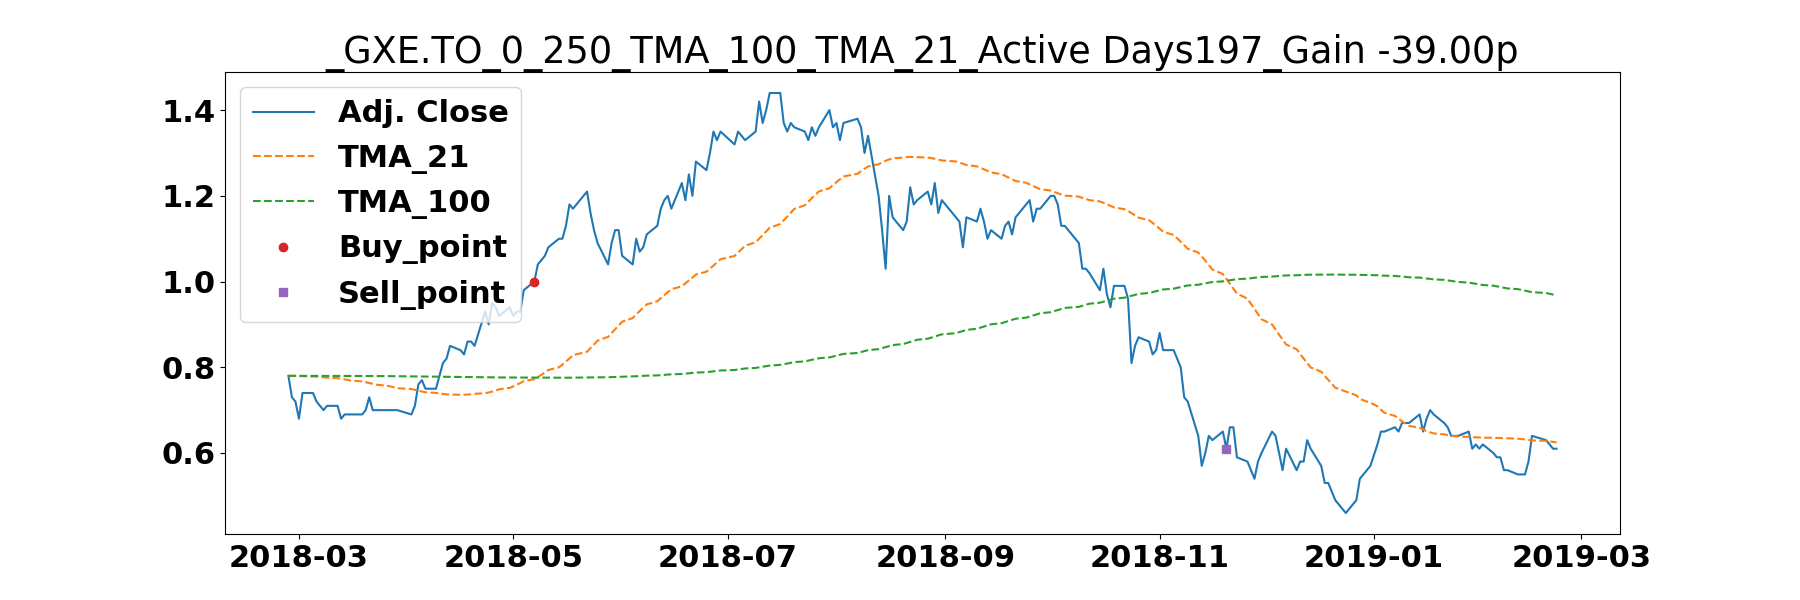 _GXE.TO_0_250_TMA_100_TMA_21_Active Days197_Gain -39.00p
1.4
1.2
1.0
0.8
0.6
Adj. Close
TMA_21
TMA_100
Buy_point
Sell_point
2018-03 2018-05 2018-07 2018-09 2018-11 2019-01 2019-03